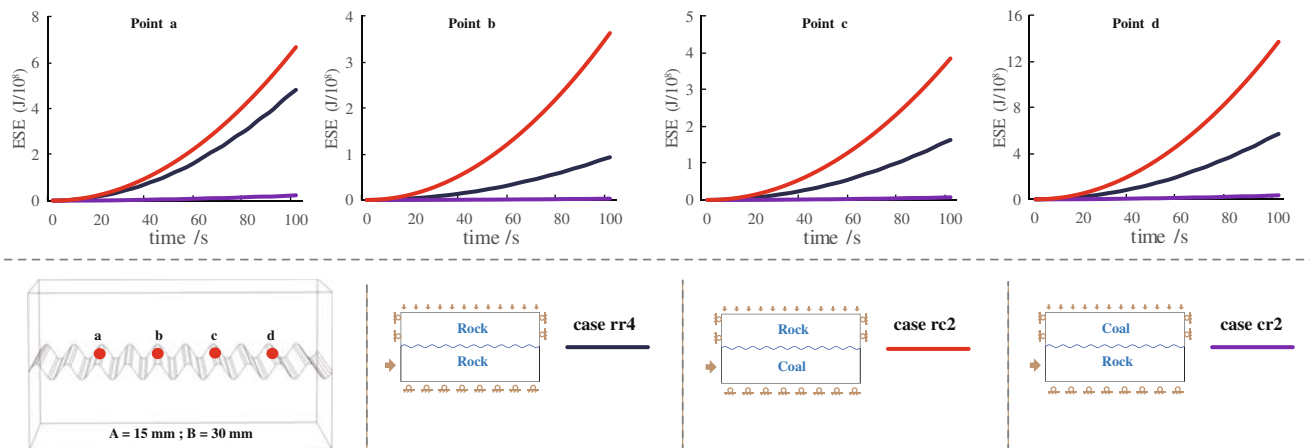 Point a
8
6
4
2
0
ESE (J/10⁸)
0 20 40 60 80 100
time /s
Point b
4
3
2
1
0
ESE (J/10⁸)
0 20 40 60 80 100
time /s
Point c
5
4
3
2
1
0
ESE (J/10⁸)
0 20 40 60 80 100
time /s
Point d
16
12
8
4
0
ESE (J/10⁸)
0 20 40 60 80 100
time /s
a b c d
A = 15 mm ; B = 30 mm
Rock
Rock
case rr4
Rock
Coal
case rc2
Coal
Rock
case cr2